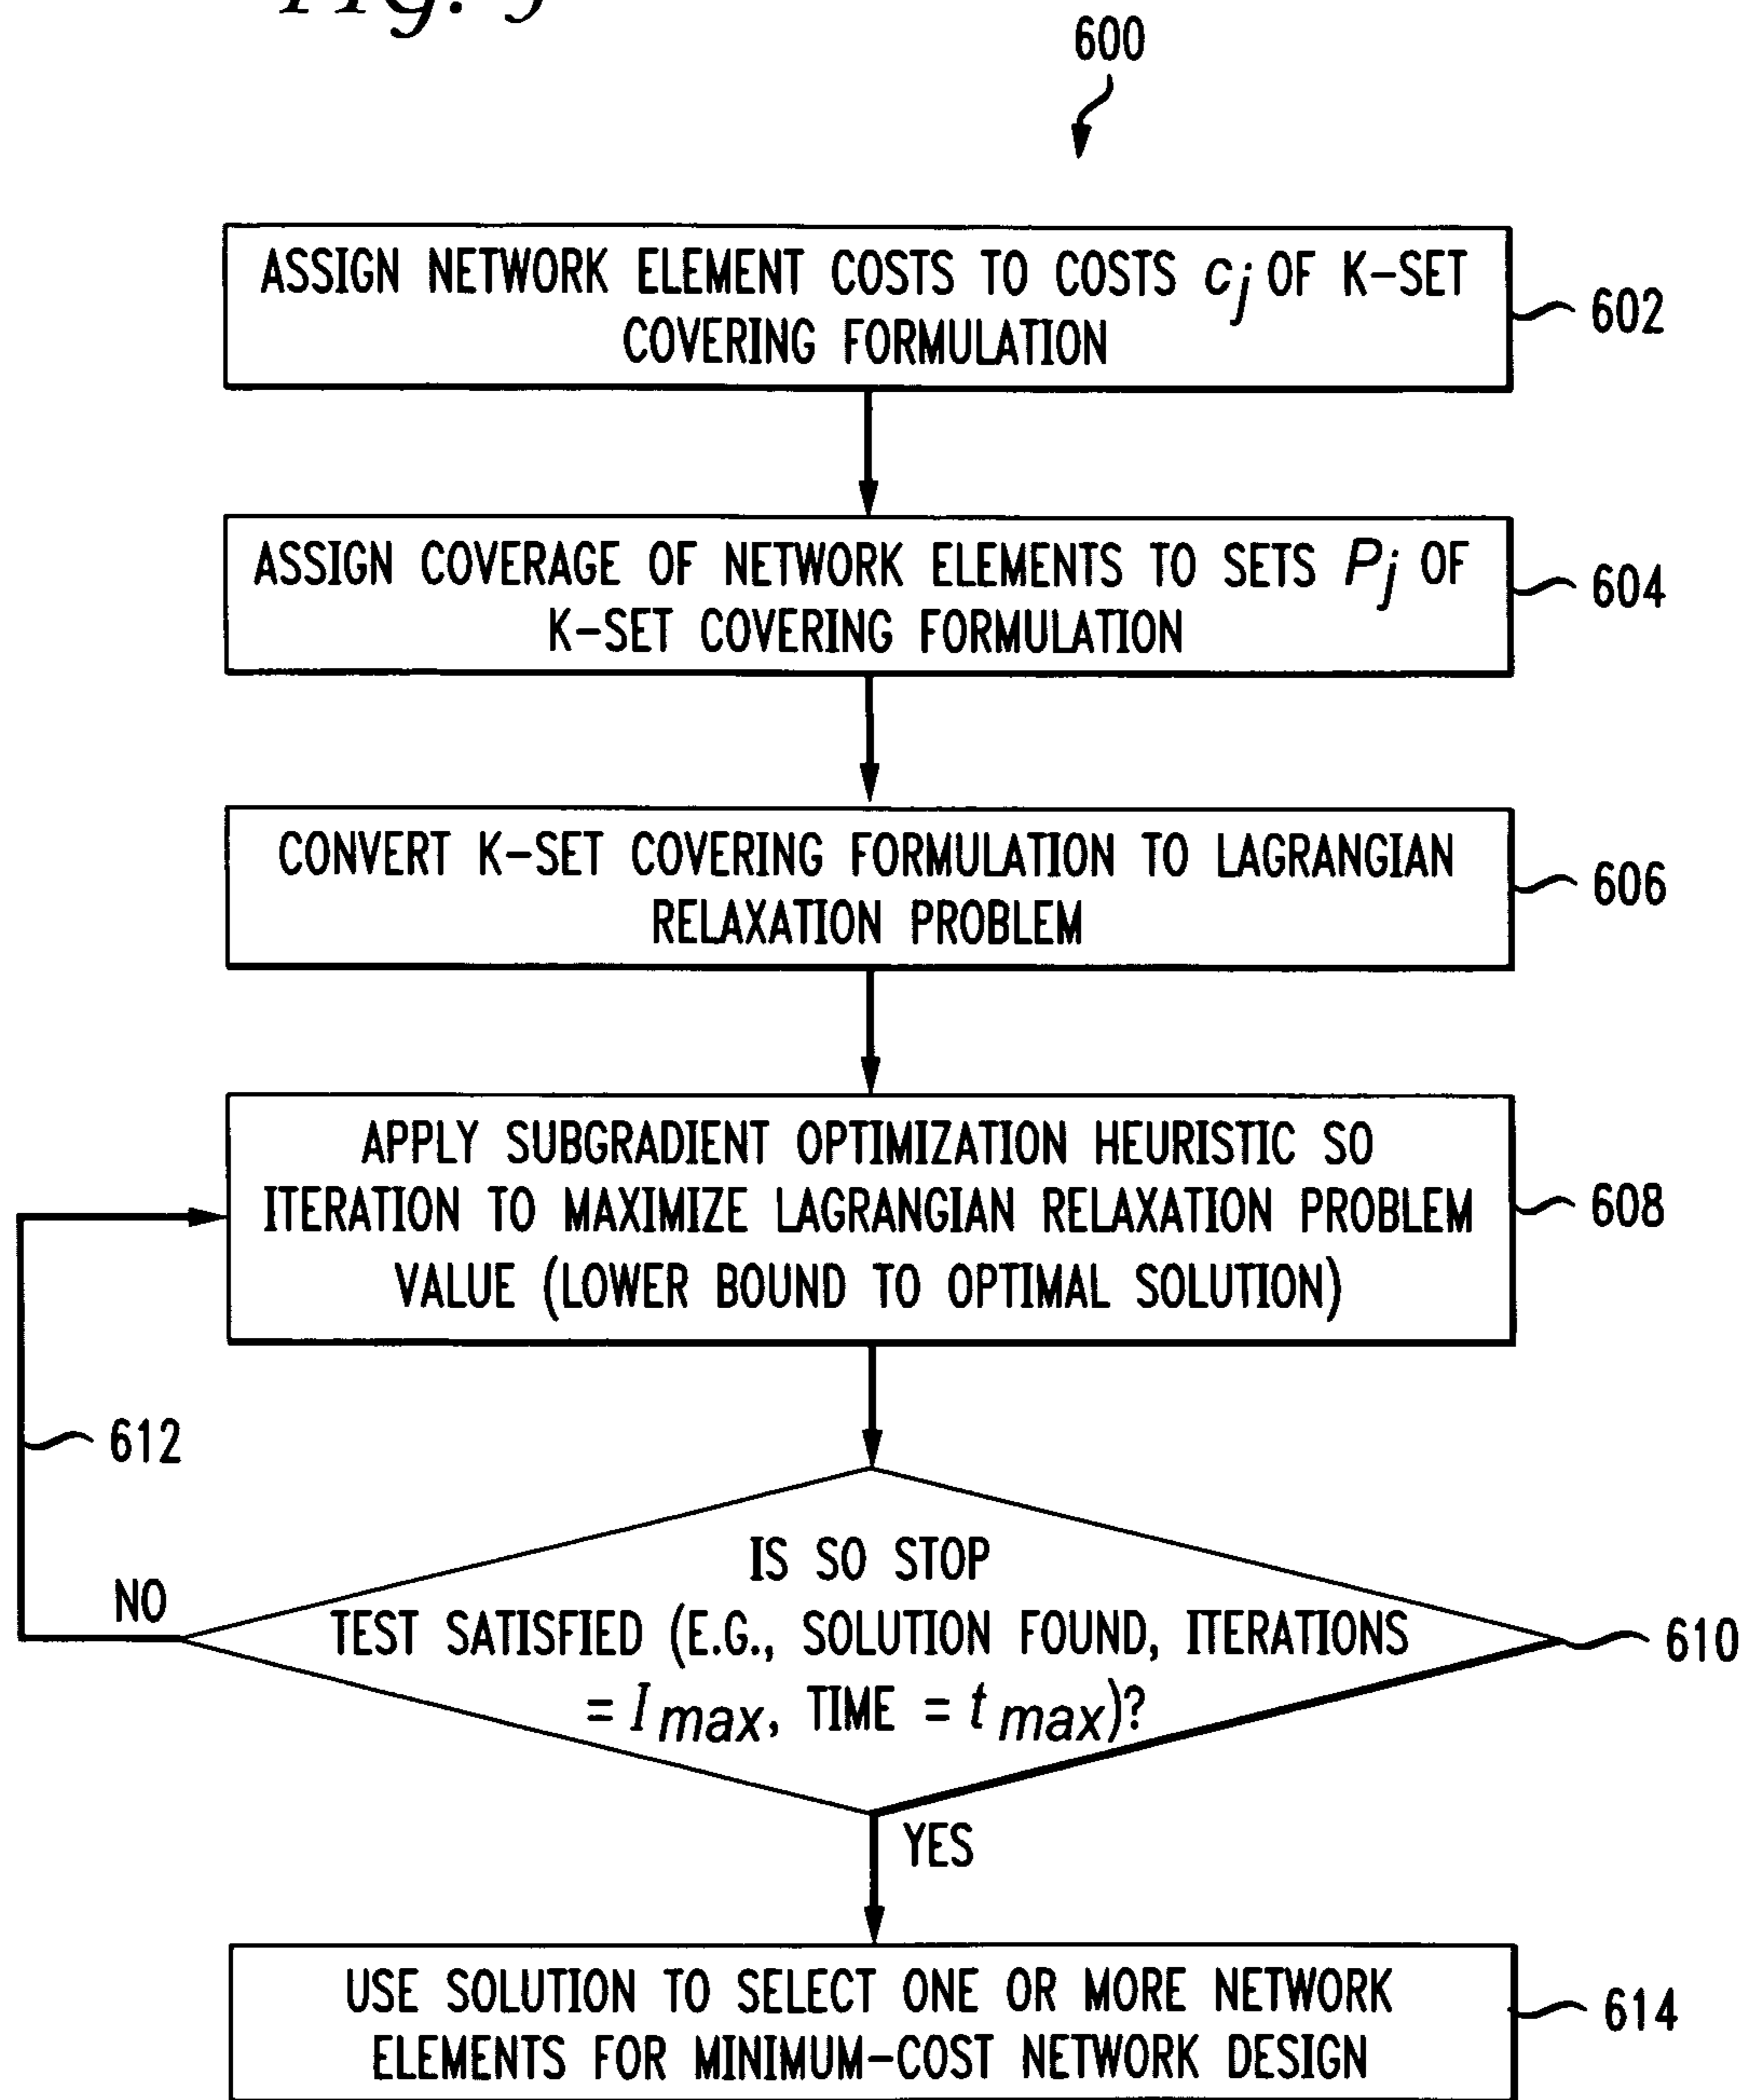 600
ASSIGN NETWORK ELEMENT COSTS TO COSTS cj OF K-SET
COVERING FORMULATION
602
ASSIGN COVERAGE OF NETWORK ELEMENTS TO SETS Pj OF
K-SET COVERING FORMULATION
604
CONVERT K-SET COVERING FORMULATION TO LAGRANGIAN
RELAXATION PROBLEM
606
APPLY SUBGRADIENT OPTIMIZATION HEURISTIC SO
ITERATION TO MAXIMIZE LAGRANGIAN RELAXATION PROBLEM
VALUE (LOWER BOUND TO OPTIMAL SOLUTION)
608
612
IS SO STOP
TEST SATISFIED (E.G., SOLUTION FOUND, ITERATIONS
= Imax, TIME = tmax)?
NO
610
YES
USE SOLUTION TO SELECT ONE OR MORE NETWORK
ELEMENTS FOR MINIMUM-COST NETWORK DESIGN
614